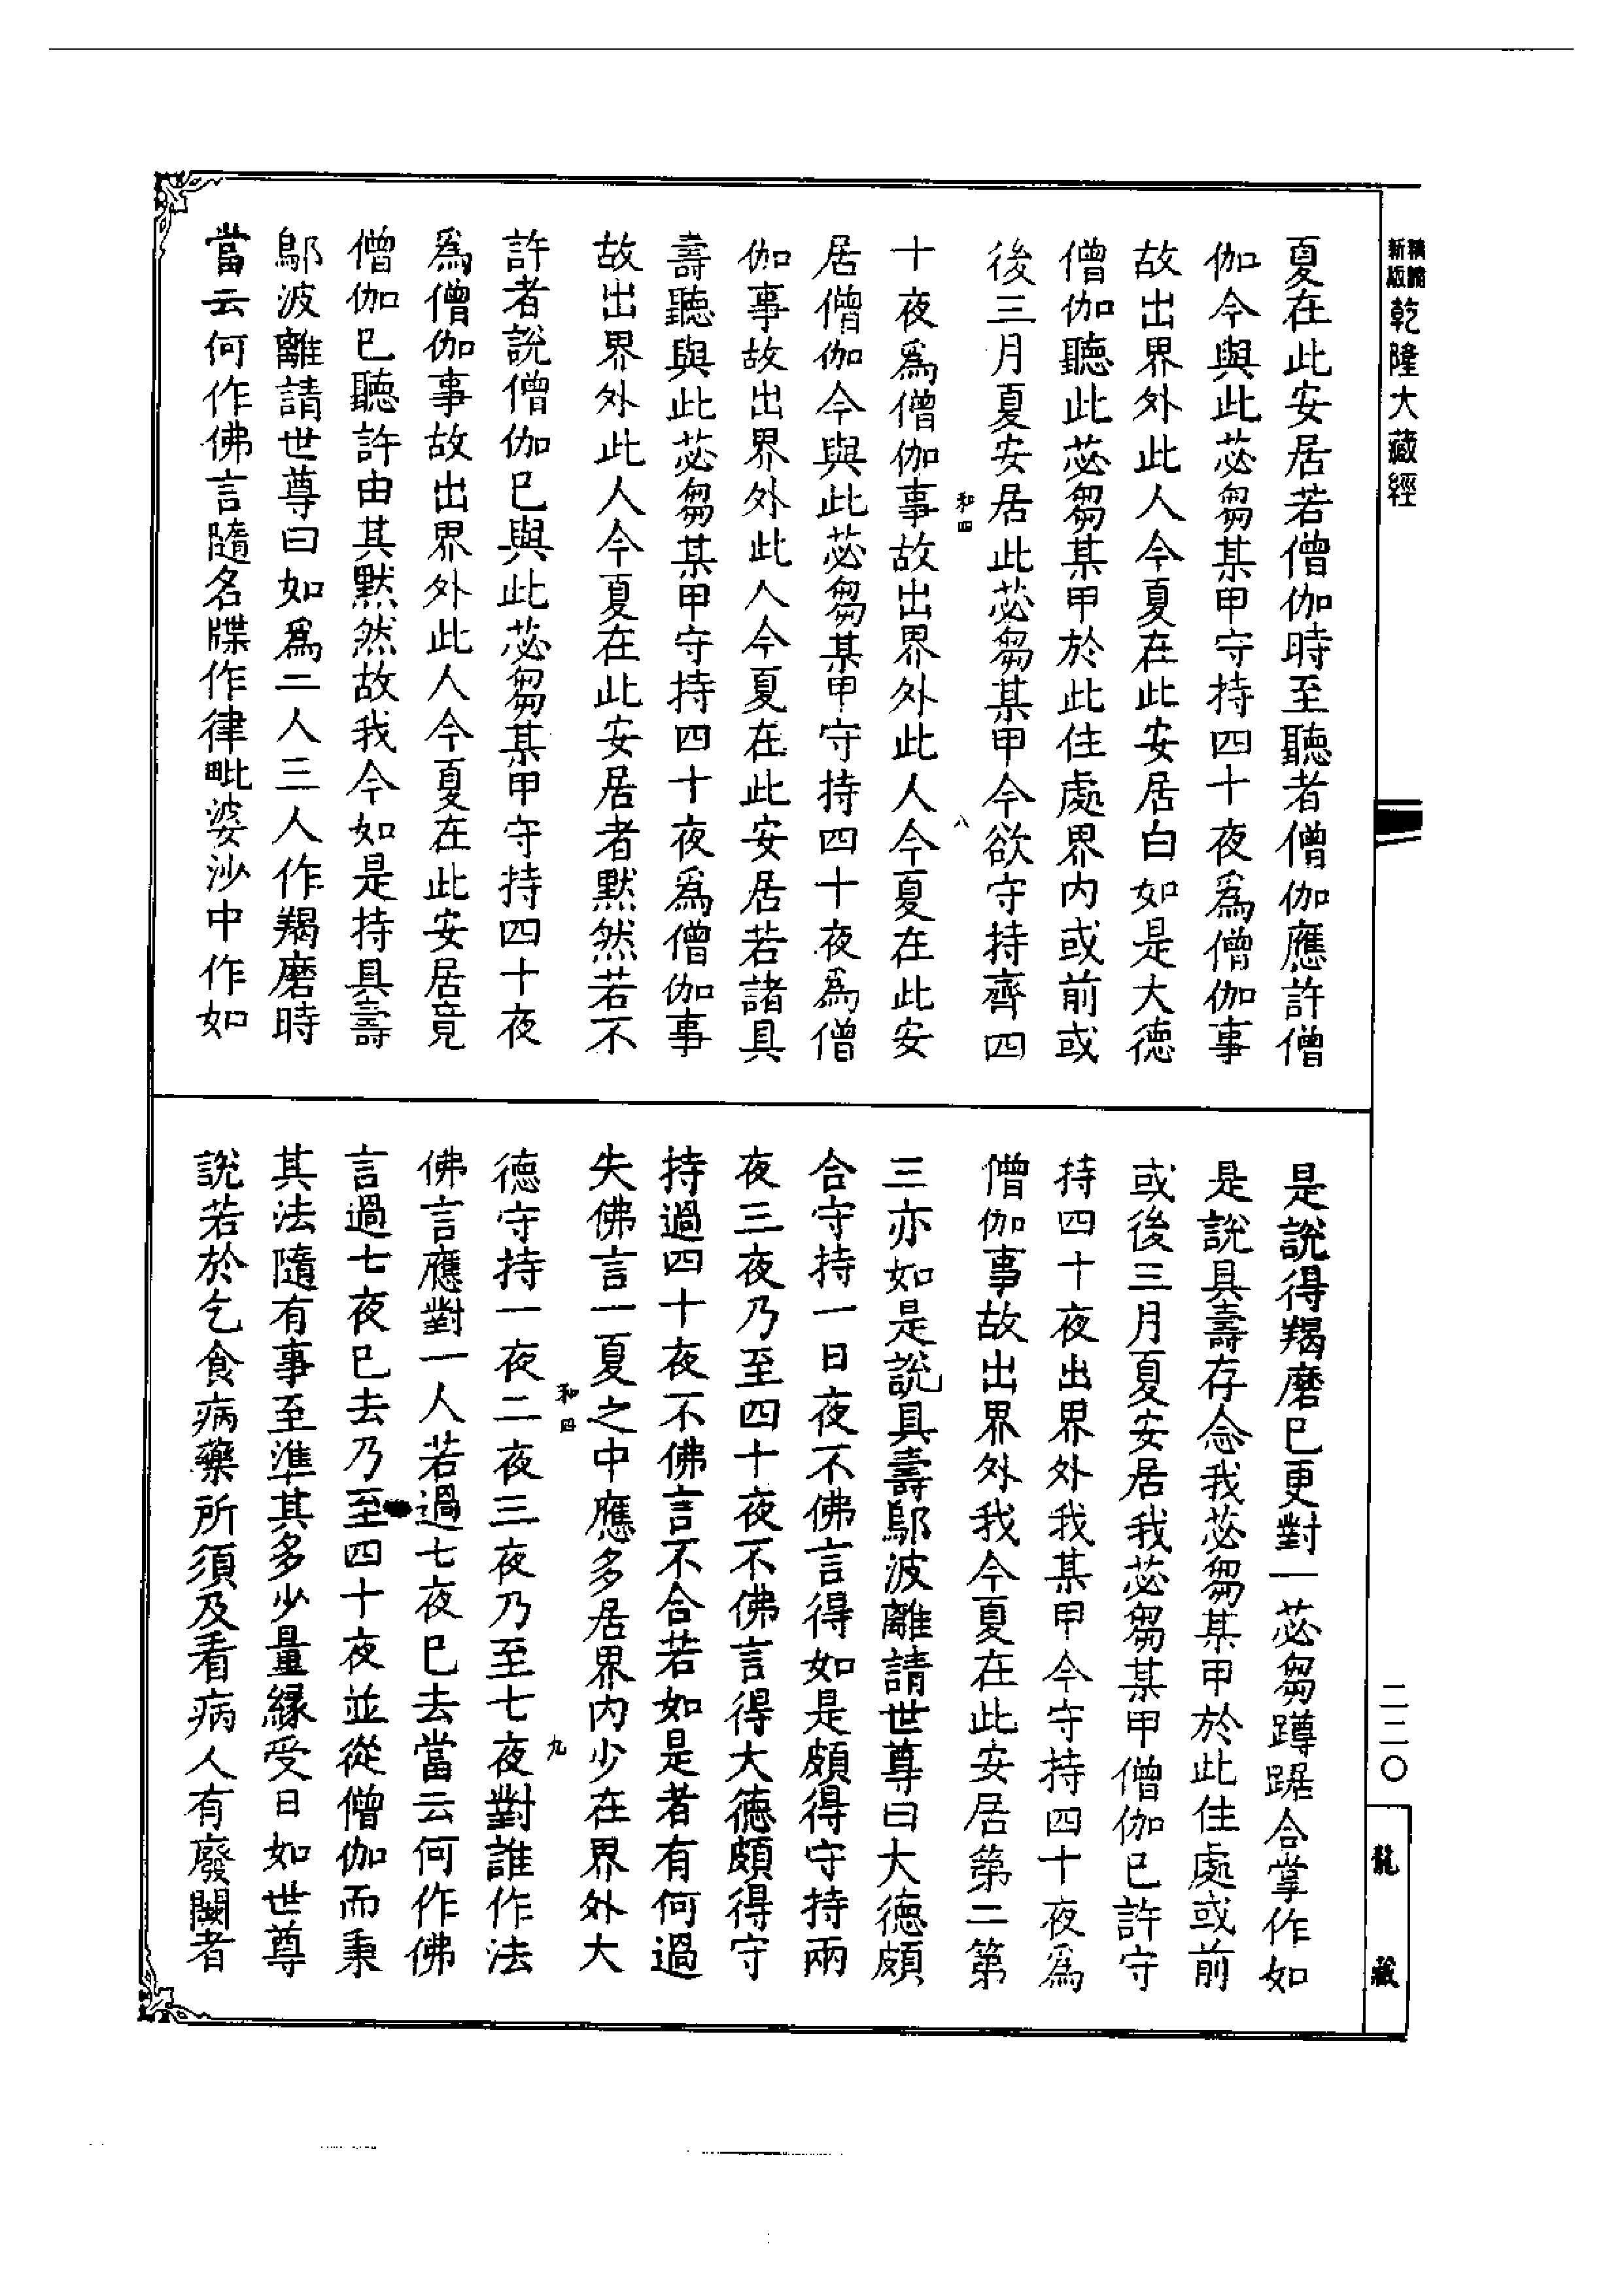 新版
精縮
乾隆大藏經
夏在此安居若僧伽時至聽者僧伽應許僧
伽今與此苾芻某甲守持四十夜爲僧伽事
故出界外此人今夏在此安居白如是大德
僧伽聽此苾芻某甲於此住處界内或前或
後三月夏安居此苾芻某甲今欲守持齊四
和四
八
十夜爲僧伽事故出界外此人今夏在此安
居僧伽今與此苾芻某甲守持四十夜爲僧
伽事故出界外此人今夏在此安居若諸具
壽聽與此苾芻某甲守持四十夜爲僧伽事
故出界外此人今夏在此安居者默然若不
許者說僧伽已與此苾芻某甲守持四十夜
爲僧伽事故出界外此人今夏在此安居竟
僧伽已聽許由其默然故我今如是持具壽
鄔波離請世尊曰如爲二人三人作羯磨時
當云何作佛言隨名牒作律毗婆沙中作如
是說得羯磨已更對一苾芻蹲踞合掌作如
是說具壽存念我苾芻某甲於此住處或前
或後三月夏安居我苾芻某甲僧伽已許守
持四十夜出界外我某甲今守持四十夜爲
僧伽事故出界外我今夏在此安居第二第
三亦如是說具壽鄔波離請世尊曰大德頗
合守持一日夜不佛言得如是頗得守持兩
夜三夜乃至四十夜不佛言得大德頗得守
持過四十夜不佛言不合若如是者有何過
失佛言一夏之中應多居界内少在界外大
和四
九
德守持一夜二夜三夜乃至七夜對誰作法
佛言應對一人若過七夜已去當云何作佛
言過七夜已去乃至四十夜並從僧伽而秉
其法隨有事至準其多少量緣受日如世尊
說若於乞食病藥所須及看病人有廢闕者
二二〇
龍藏